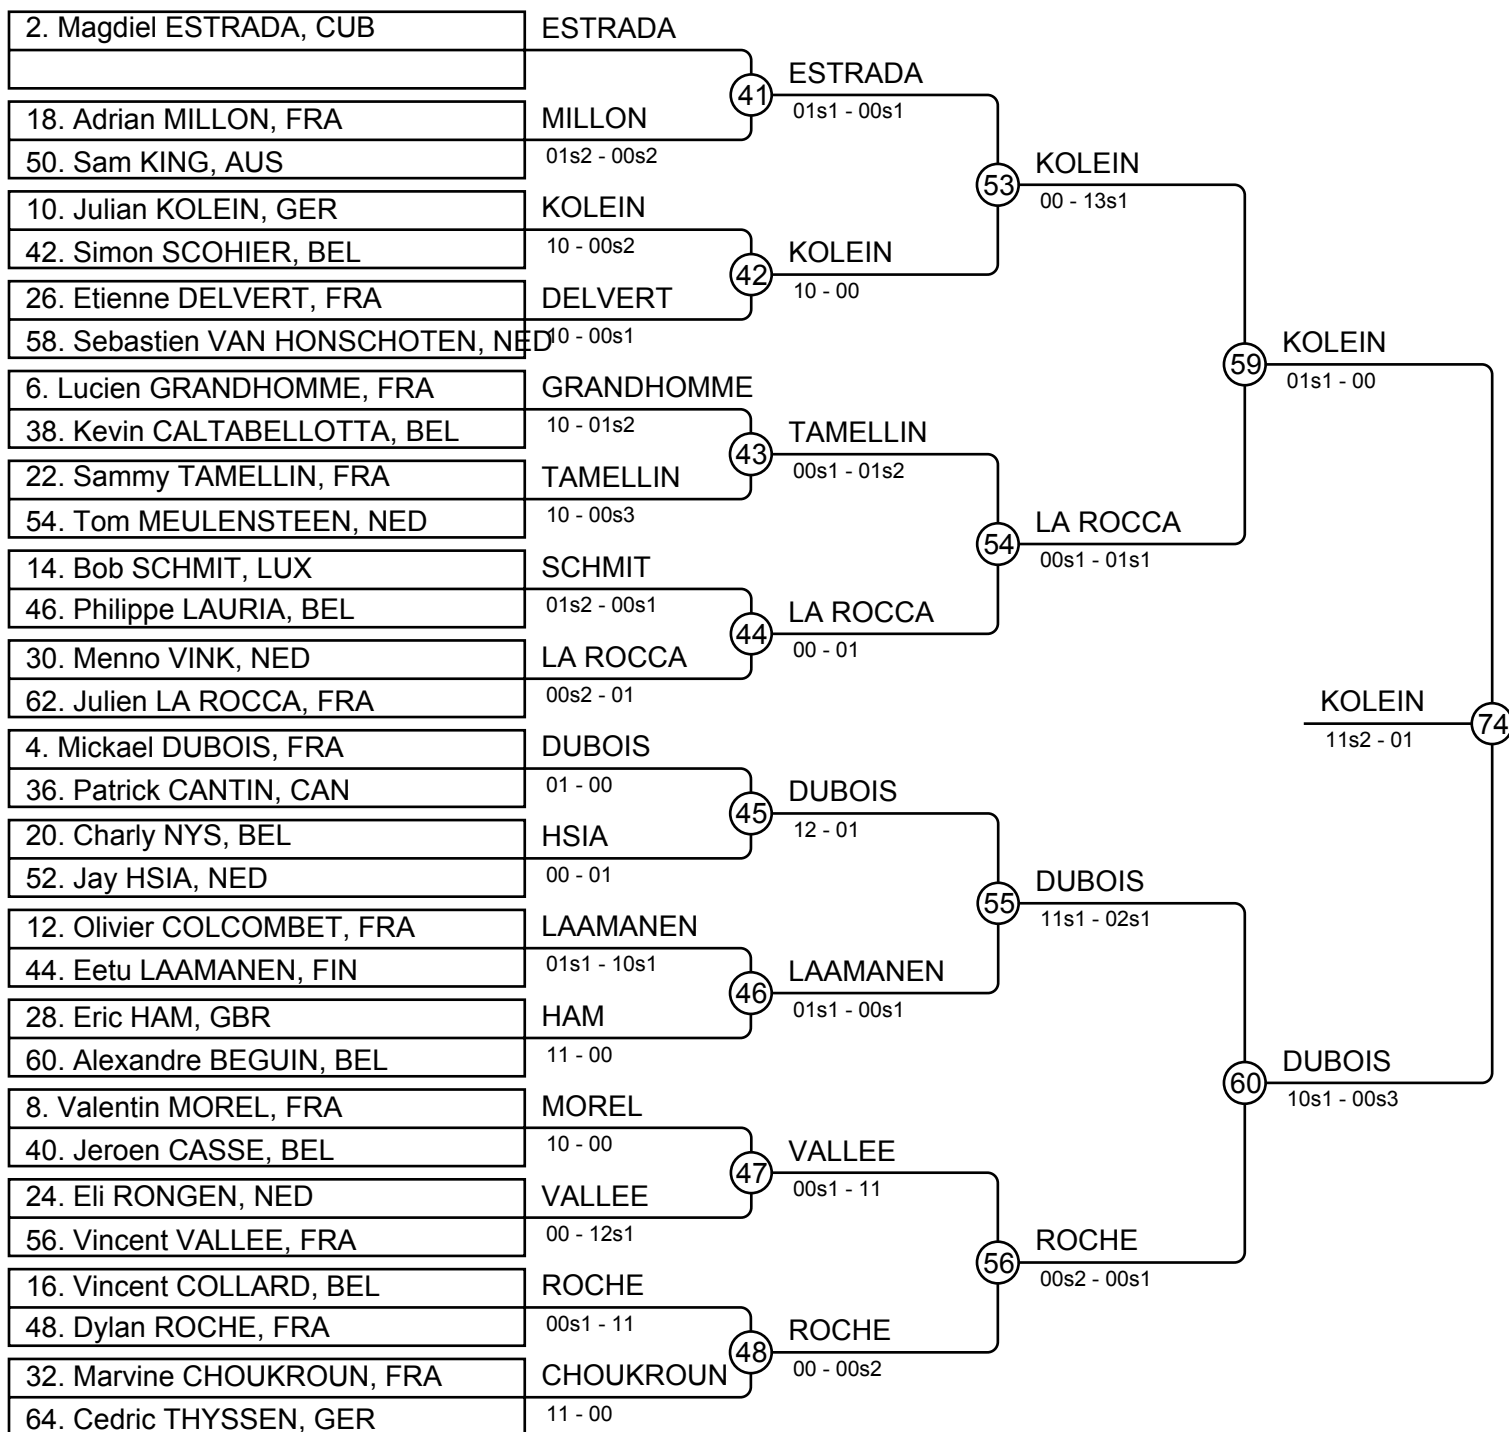 2. Magdiel ESTRADA, CUB
18. Adrian MILLON, FRA
50. Sam KING, AUS
10. Julian KOLEIN, GER
42. Simon SCOHIER, BEL
26. Etienne DELVERT, FRA
58. Sebastien VAN HONSCHOTEN, NED
6. Lucien GRANDHOMME, FRA
38. Kevin CALTABELLOTTA, BEL
22. Sammy TAMELLIN, FRA
54. Tom MEULENSTEEN, NED
14. Bob SCHMIT, LUX
46. Philippe LAURIA, BEL
30. Menno VINK, NED
62. Julien LA ROCCA, FRA
4. Mickael DUBOIS, FRA
36. Patrick CANTIN, CAN
20. Charly NYS, BEL
52. Jay HSIA, NED
12. Olivier COLCOMBET, FRA
44. Eetu LAAMANEN, FIN
28. Eric HAM, GBR
60. Alexandre BEGUIN, BEL
8. Valentin MOREL, FRA
40. Jeroen CASSE, BEL
24. Eli RONGEN, NED
56. Vincent VALLEE, FRA
16. Vincent COLLARD, BEL
48. Dylan ROCHE, FRA
32. Marvine CHOUKROUN, FRA
64. Cedric THYSSEN, GER
ESTRADA
MILLON
01s2 - 00s2
KOLEIN
10 - 00s2
DELVERT
10 - 00s1
GRANDHOMME
10 - 01s2
TAMELLIN
10 - 00s3
SCHMIT
01s2 - 00s1
LA ROCCA
00s2 - 01
DUBOIS
01 - 00
HSIA
00 - 01
LAAMANEN
01s1 - 10s1
HAM
11 - 00
MOREL
10 - 00
VALLEE
00 - 12s1
ROCHE
00s1 - 11
CHOUKROUN
11 - 00
41
ESTRADA
01s1 - 00s1
42
KOLEIN
10 - 00
43
TAMELLIN
00s1 - 01s2
44
LA ROCCA
00 - 01
45
DUBOIS
12 - 01
46
LAAMANEN
01s1 - 00s1
47
VALLEE
00s1 - 11
48
ROCHE
00 - 00s2
53
KOLEIN
00 - 13s1
54
LA ROCCA
00s1 - 01s1
55
DUBOIS
11s1 - 02s1
56
ROCHE
00s2 - 00s1
59
KOLEIN
01s1 - 00
60
DUBOIS
10s1 - 00s3
KOLEIN
11s2 - 01
74